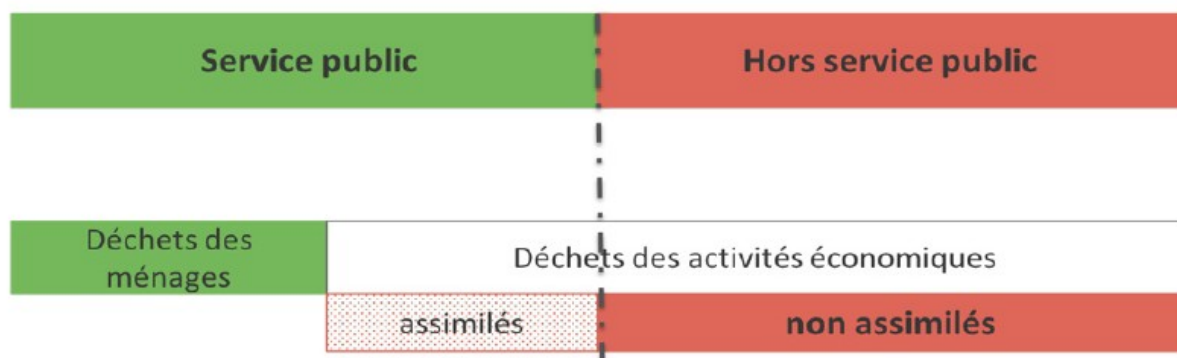 Service public
Hors service public
Déchets des
ménages
Déchets des activités économiques
assimilés
non assimilés